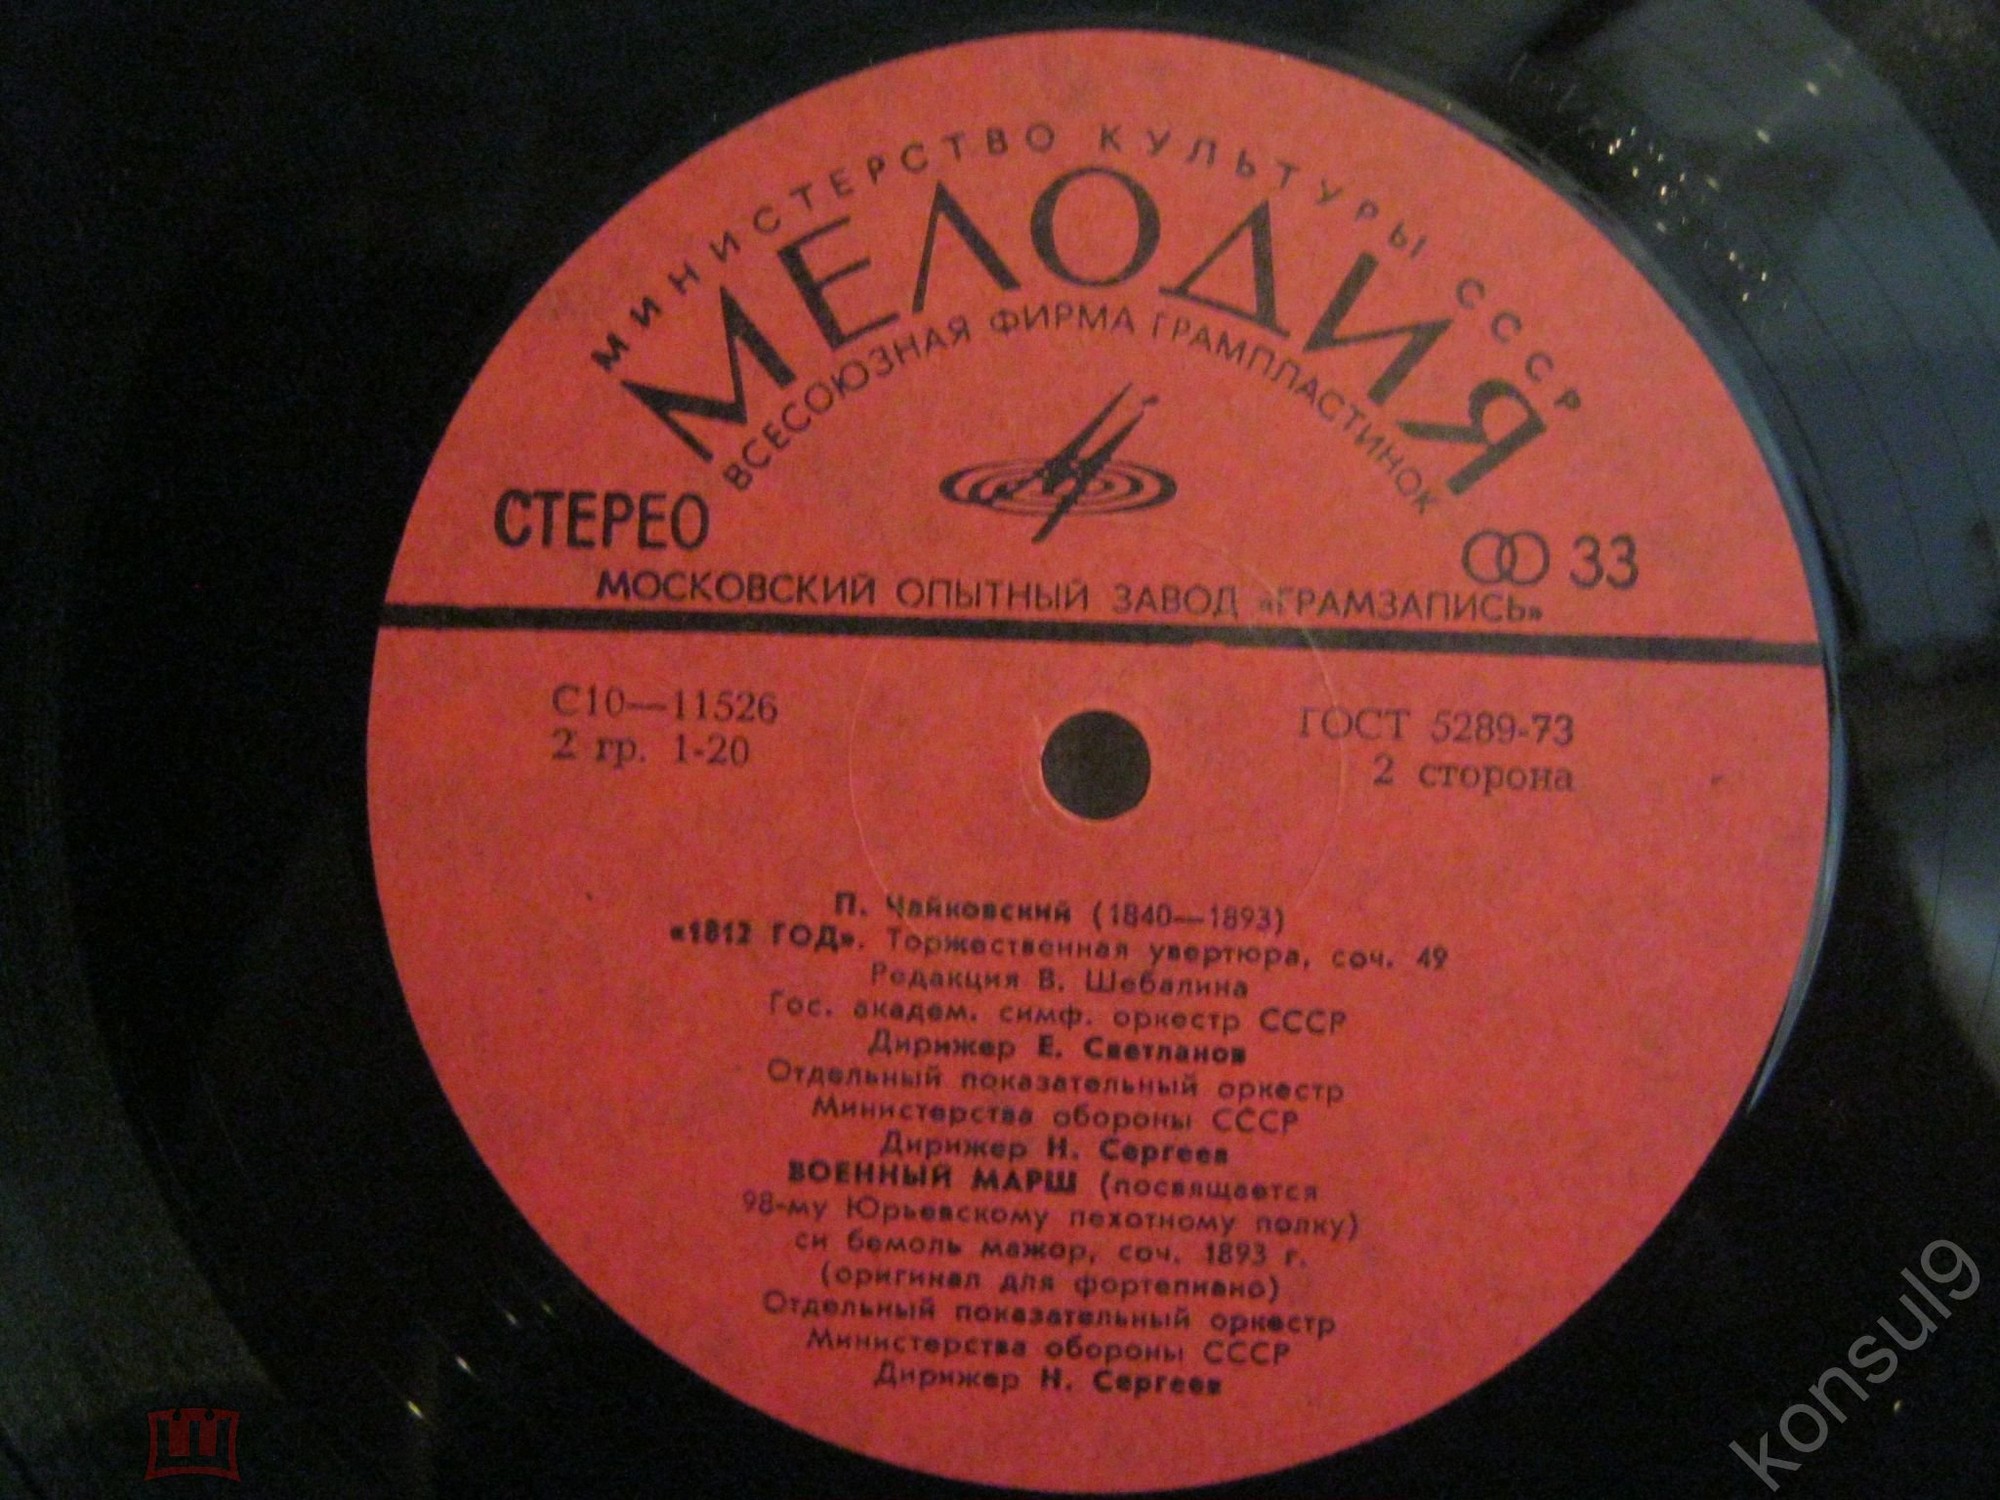 МИНИСТЕРСТВО КУЛЬТУРЫ СССР
МЕЛОДИЯ
ВСЕСОЮЗНАЯ ФИРМА ГРАМПЛАСТИНОК
СТЕРЕО
33
МОСКОВСКИЙ ОПЫТНЫЙ ЗАВОД «ГРАМЗАПИСЬ»
С10—11526
2 гр. 1-20
ГОСТ 5289-73
2 сторона
П. Чайковский (1840—1893)
«1812 ГОД». Торжественная увертюра, соч. 49
Редакция В. Шебалина
Гос. академ. симф. оркестр СССР
Дирижер Е. Светланов
Отдельный показательный оркестр
Министерства обороны СССР
Дирижер Н. Сергеев
ВОЕННЫЙ МАРШ (посвящается
98-му Юрьевскому пехотному полку)
си бемоль мажор, соч. 1893 г.
(оригинал для фортепиано)
Отдельный показательный оркестр
Министерства обороны СССР
Дирижер Н. Сергеев
konsul9